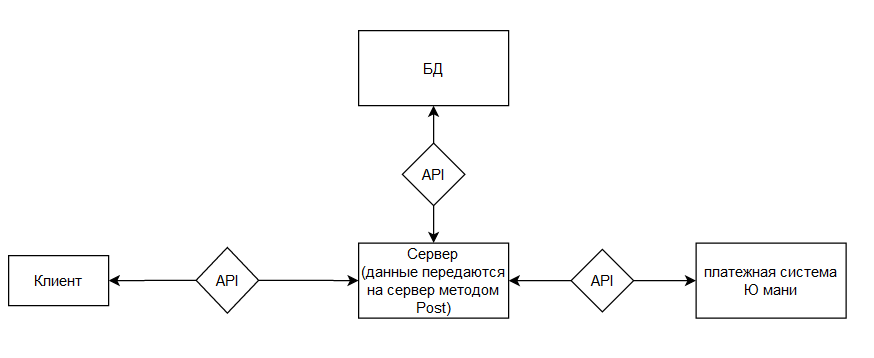 БД
API
Сервер
(данные передаются
на сервер методом
Post)
Клиент
API
API
платежная система
Ю мани